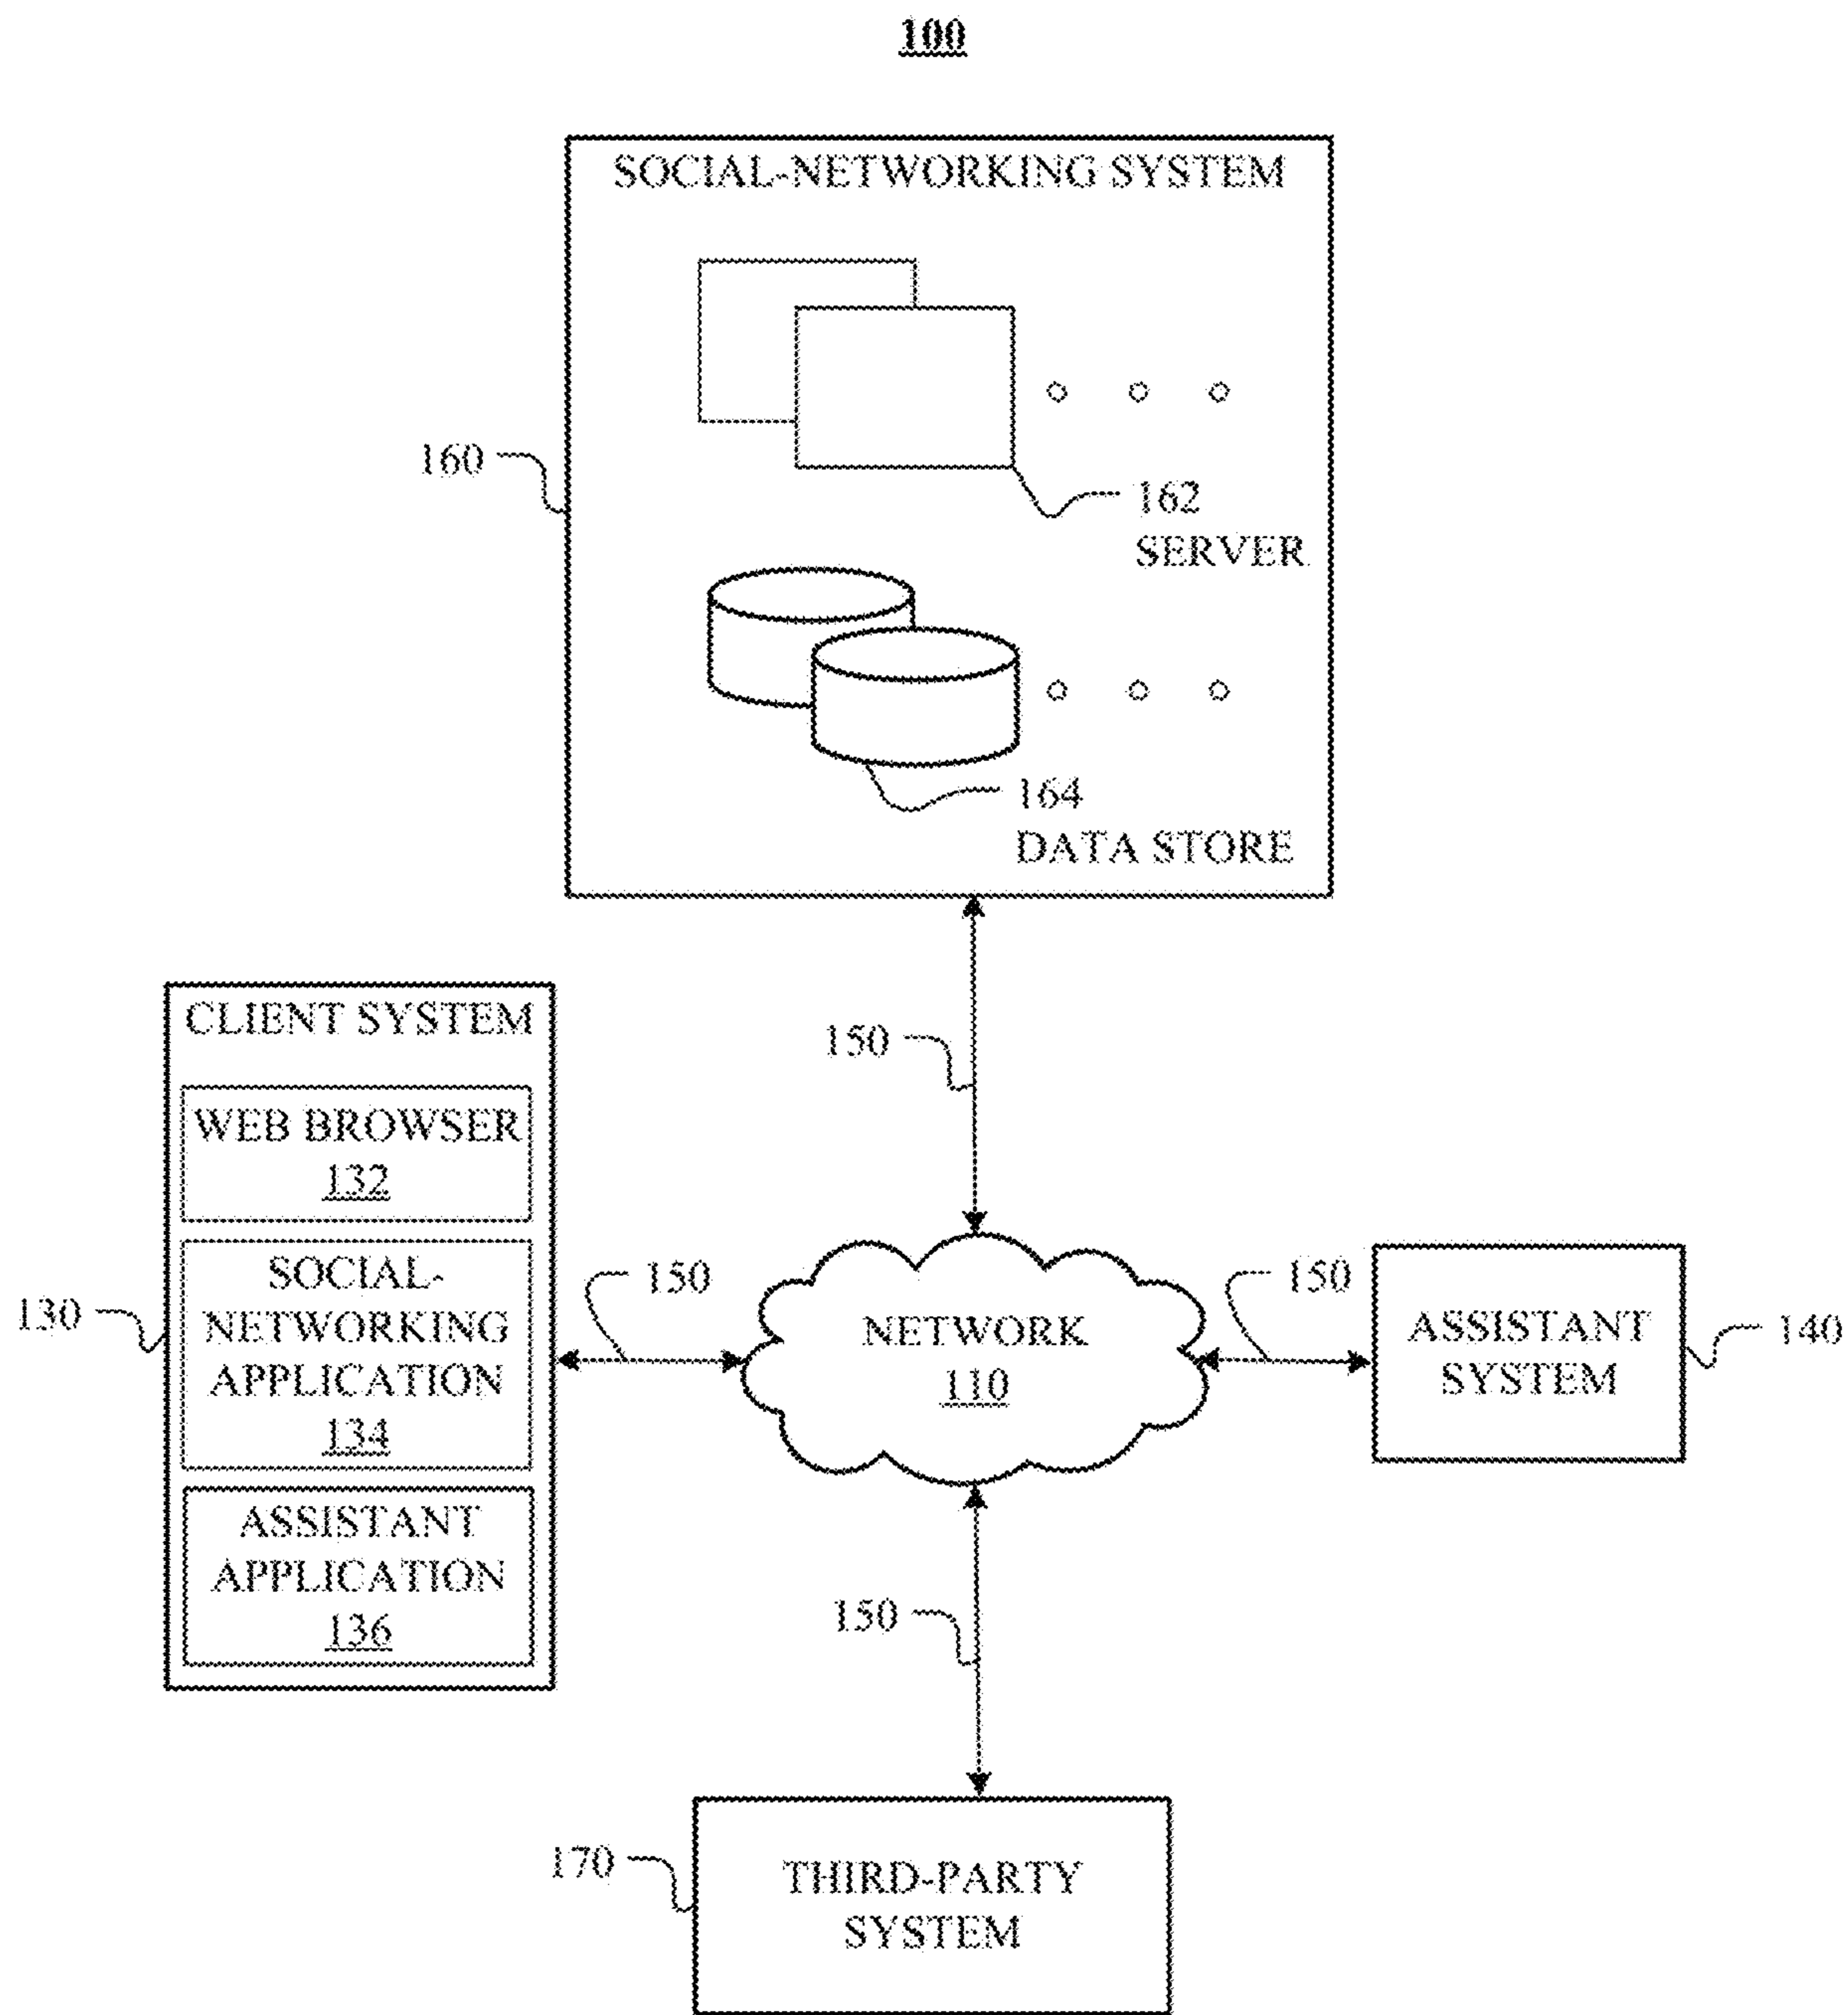 100
SOCIAL-NETWORKING SYSTEM
160
162
SERVER
164
DATA STORE
CLIENT SYSTEM
WEB BROWSER
132
SOCIAL-
NETWORKING
APPLICATION
134
ASSISTANT
APPLICATION
136
130
150
150
NETWORK
110
150
ASSISTANT
SYSTEM
140
150
170
THIRD-PARTY
SYSTEM